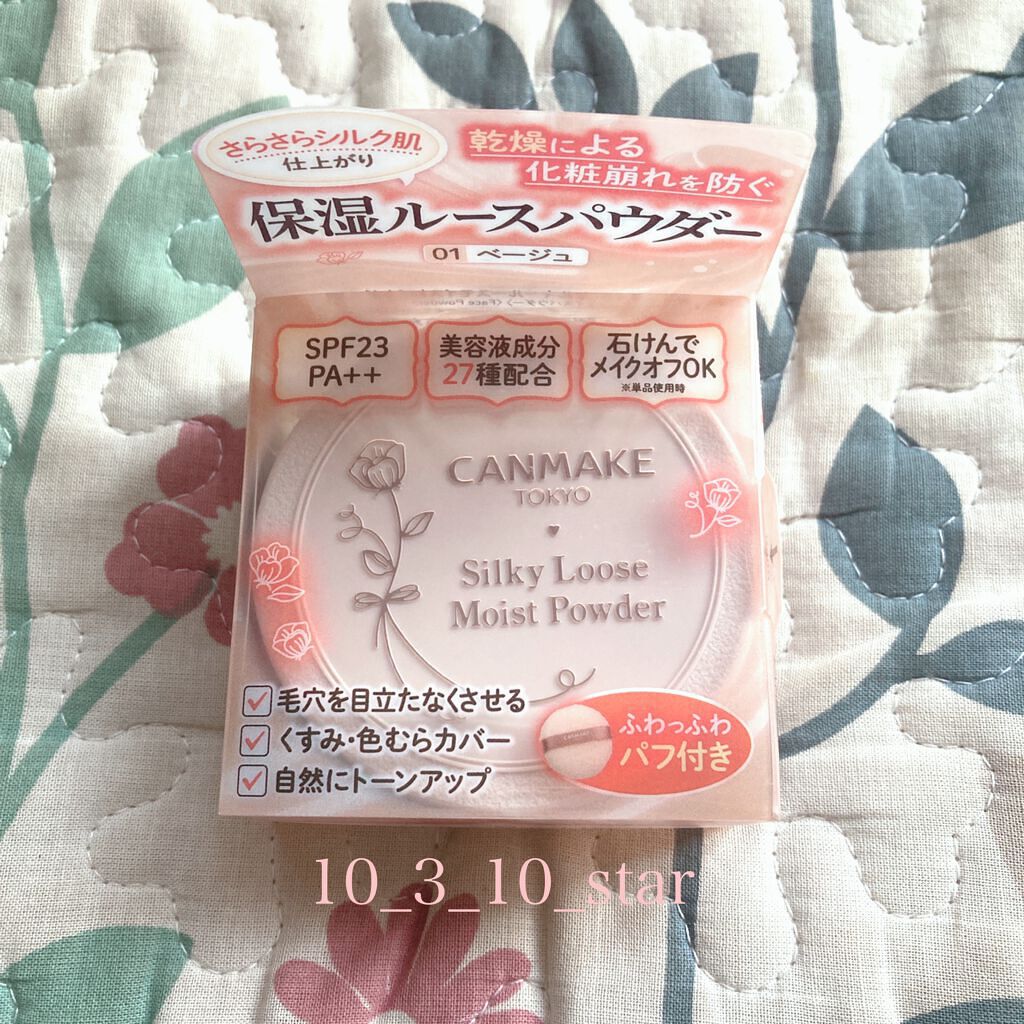 さらさらシルク肌
仕上がり
乾燥による
化粧崩れを防ぐ
保湿ルースパウダー
01 ベージュ
SPF23
PA++
美容液成分
27種配合
石けんで
メイクオフOK
※単品使用時
CANMAKE
TOKYO
Silky Loose
Moist Powder
毛穴を目立たなくさせる
くすみ・色むらカバー
自然にトーンアップ
CANMAKE
ふわっふわ
パフ付き
10_3_10_star